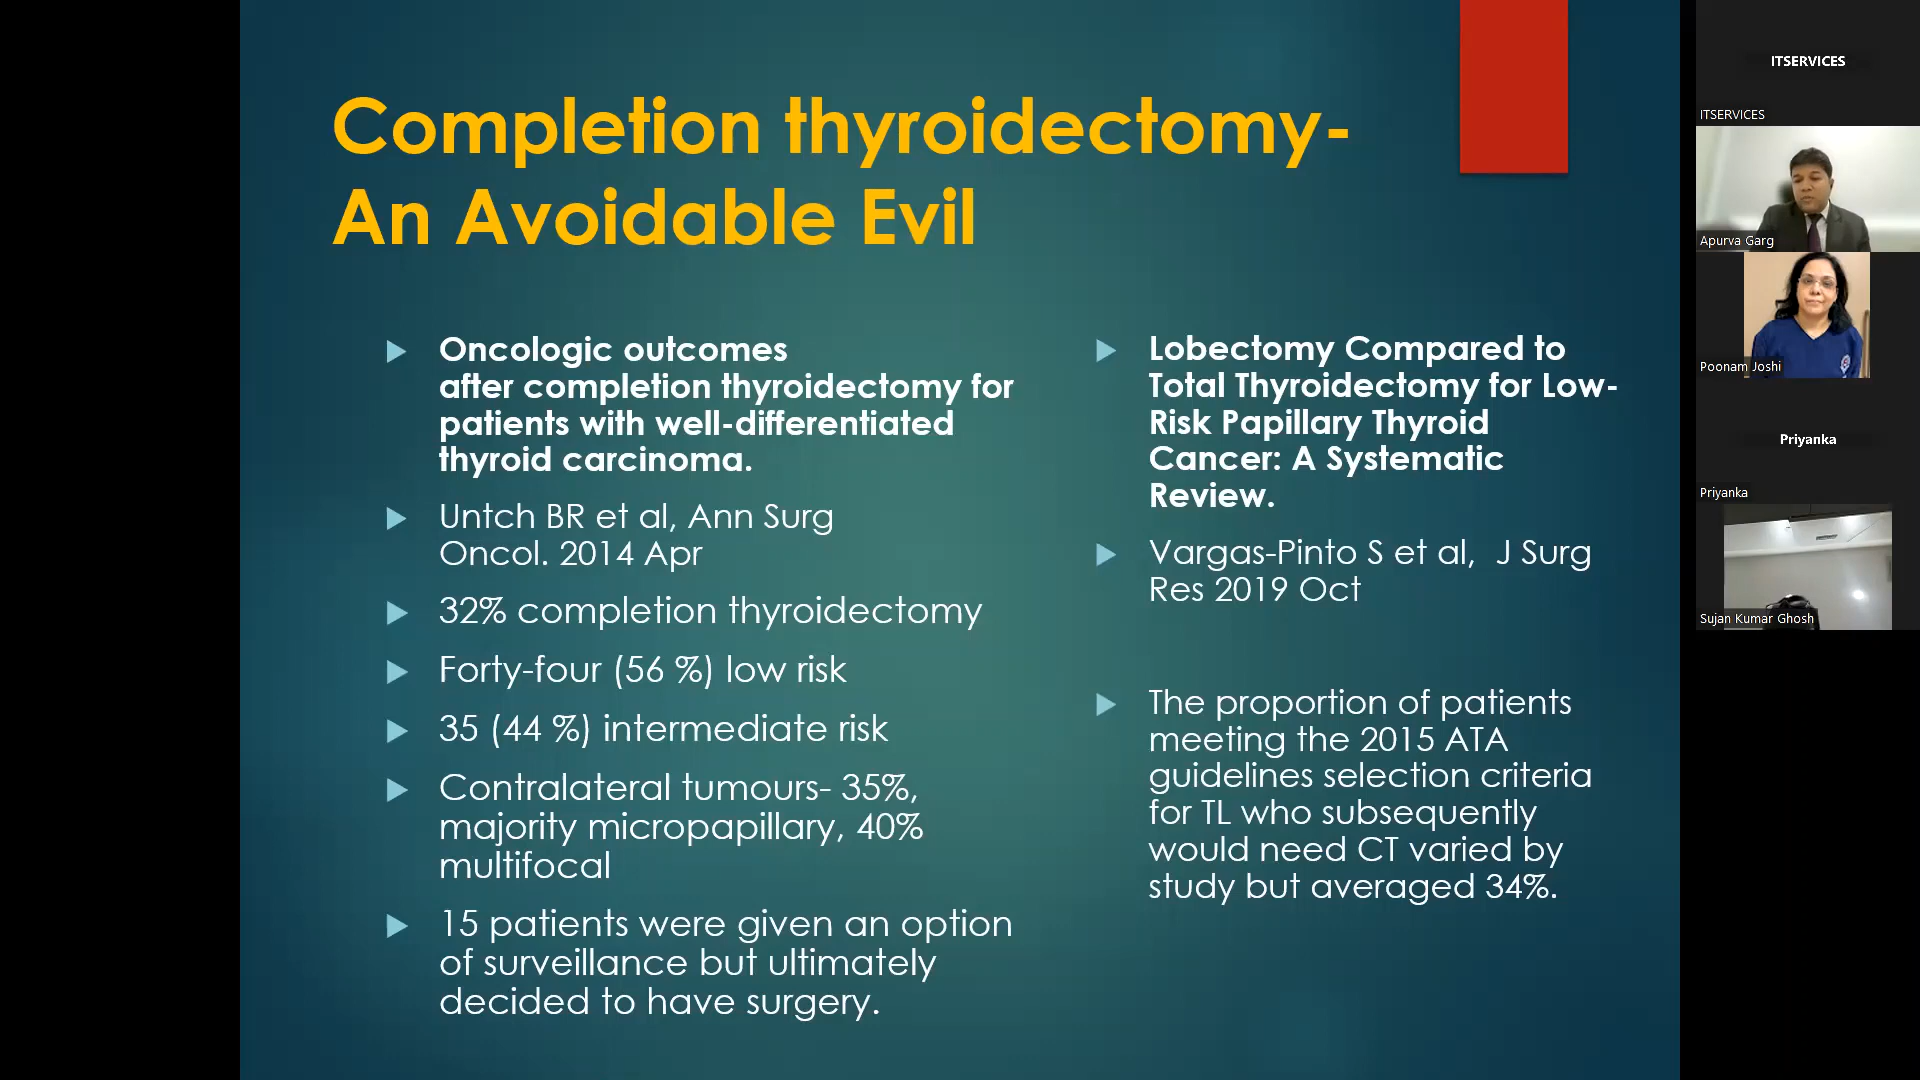 Completion thyroidectomy-
An Avoidable Evil
Oncologic outcomes
after completion thyroidectomy for
patients with well-differentiated
thyroid carcinoma.
Untch BR et al, Ann Surg
Oncol. 2014 Apr
32% completion thyroidectomy
Forty-four (56 %) low risk
35 (44 %) intermediate risk
Contralateral tumours- 35%,
majority micropapillary, 40%
multifocal
15 patients were given an option
of surveillance but ultimately
decided to have surgery.
Lobectomy Compared to
Total Thyroidectomy for Low-
Risk Papillary Thyroid
Cancer: A Systematic
Review.
Vargas-Pinto S et al,  J Surg
Res 2019 Oct
The proportion of patients
meeting the 2015 ATA
guidelines selection criteria
for TL who subsequently
would need CT varied by
study but averaged 34%.
ITSERVICES
ITSERVICES
Apurva Garg
Poonam Joshi
Priyanka
Priyanka
Sujan Kumar Ghosh